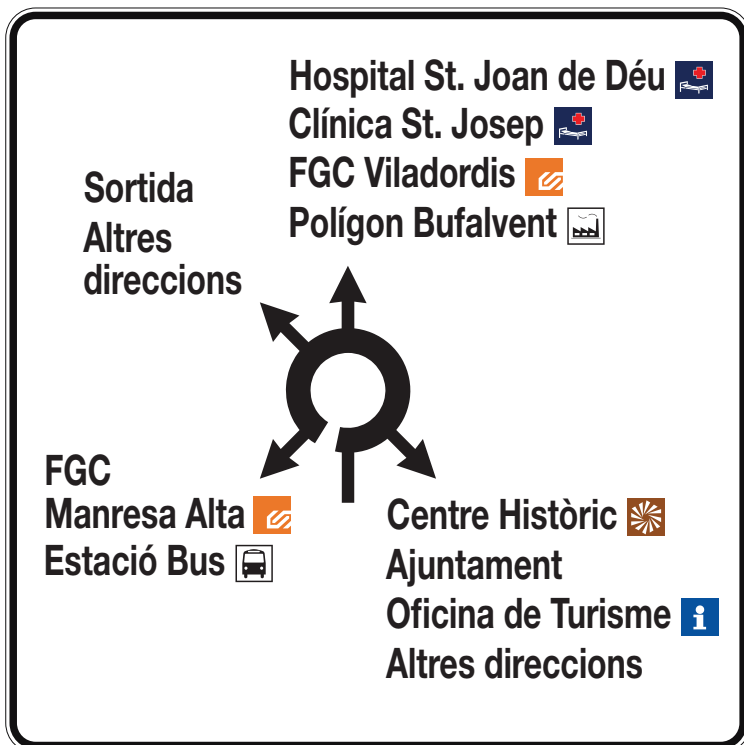 Hospital St. Joan de Déu
Clínica St. Josep
FGC Viladordis
Polígon Bufalvent
Sortida
Altres
direccions
FGC
Manresa Alta
Estació Bus
Centre Històric
Ajuntament
Oficina de Turisme
Altres direccions